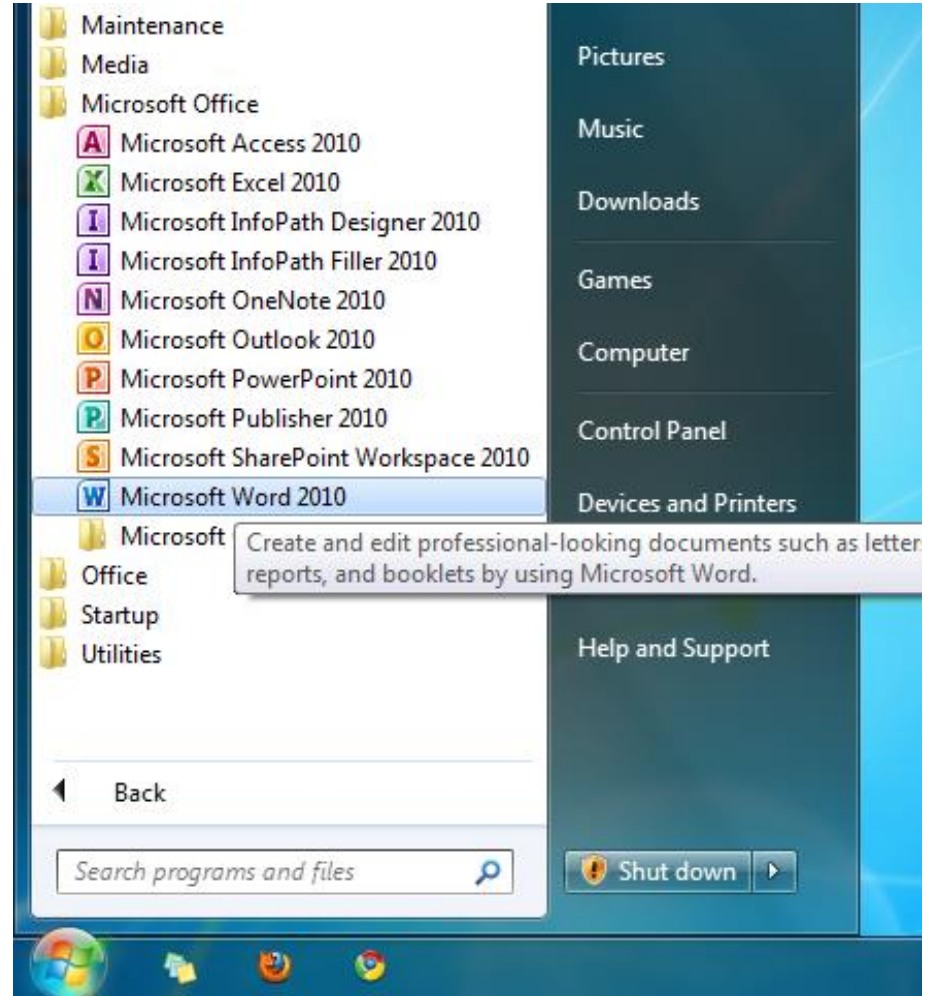 Maintenance
Media
Microsoft Office
A Microsoft Access 2010
X Microsoft Excel 2010
I Microsoft InfoPath Designer 2010
I Microsoft InfoPath Filler 2010
N Microsoft OneNote 2010
O Microsoft Outlook 2010
P Microsoft PowerPoint 2010
P Microsoft Publisher 2010
S Microsoft SharePoint Workspace 2010
W Microsoft Word 2010
Microsoft
Create and edit professional-looking documents such as letter
reports, and booklets by using Microsoft Word.
Office
Startup
Utilities
Back
Search programs and files
Pictures
Music
Downloads
Games
Computer
Control Panel
Devices and Printers
Help and Support
Shut down